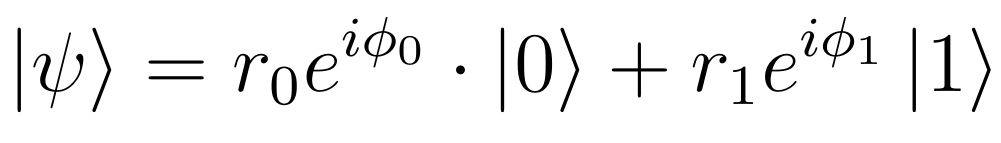 |ψ⟩ = r₀e^{iϕ₀} · |0⟩ + r₁e^{iϕ₁} |1⟩